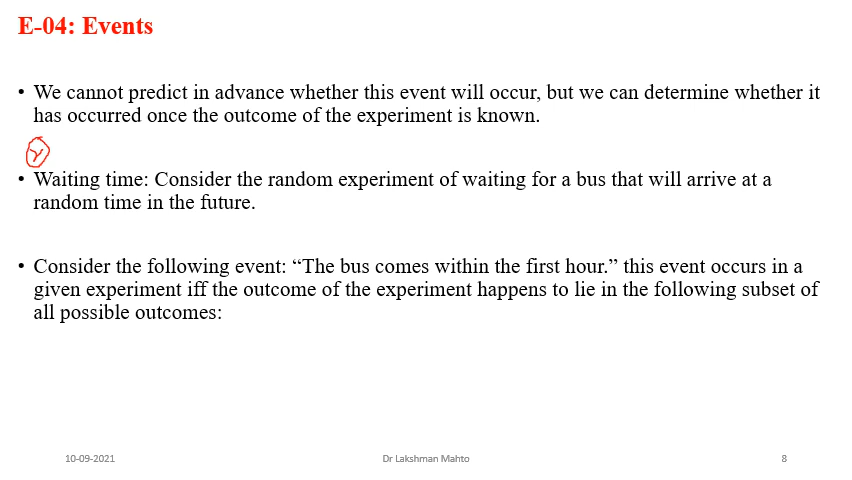 E-04: Events
• We cannot predict in advance whether this event will occur, but we can determine whether it
has occurred once the outcome of the experiment is known.
• Waiting time: Consider the random experiment of waiting for a bus that will arrive at a
random time in the future.
• Consider the following event: “The bus comes within the first hour.” this event occurs in a
given experiment iff the outcome of the experiment happens to lie in the following subset of
all possible outcomes:
10-09-2021 Dr Lakshman Mahto 8